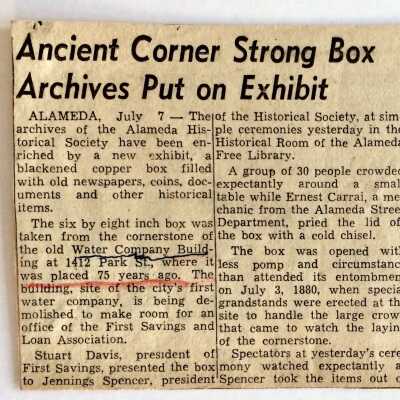 Ancient Corner Strong Box
Archives Put on Exhibit
ALAMEDA, July 7 — The
archives of the Alameda His-
torical Society have been en-
riched by a new exhibit, a
blackened copper box filled
with old newspapers, coins, doc-
uments and other historical
items.
The six by eight inch box was
taken from the cornerstone of
the old Water Company Build-
ing at 1412 Park St., where it
was placed 75 years ago. The
building, site of the city's first
water company, is being de-
molished to make room for an
office of the First Savings and
Loan Association.
Stuart Davis, president of
First Savings, presented the box
to Jennings Spencer, president
of the Historical Society, at sim-
ple ceremonies yesterday in the
Historical Room of the Alameda
Free Library.
A group of 30 people crowded
expectantly around a small
table while Ernest Carrai, a me-
chanic from the Alameda Street
Department, pried the lid of
the box with a cold chisel.
The box was opened with
less pomp and circumstance
than attended its entombment
on July 3, 1880, when special
grandstands were erected at the
site to handle the large crowd
that came to watch the laying
of the cornerstone.
Spectators at yesterday's cere-
mony watched expectantly a
Spencer took the items out o